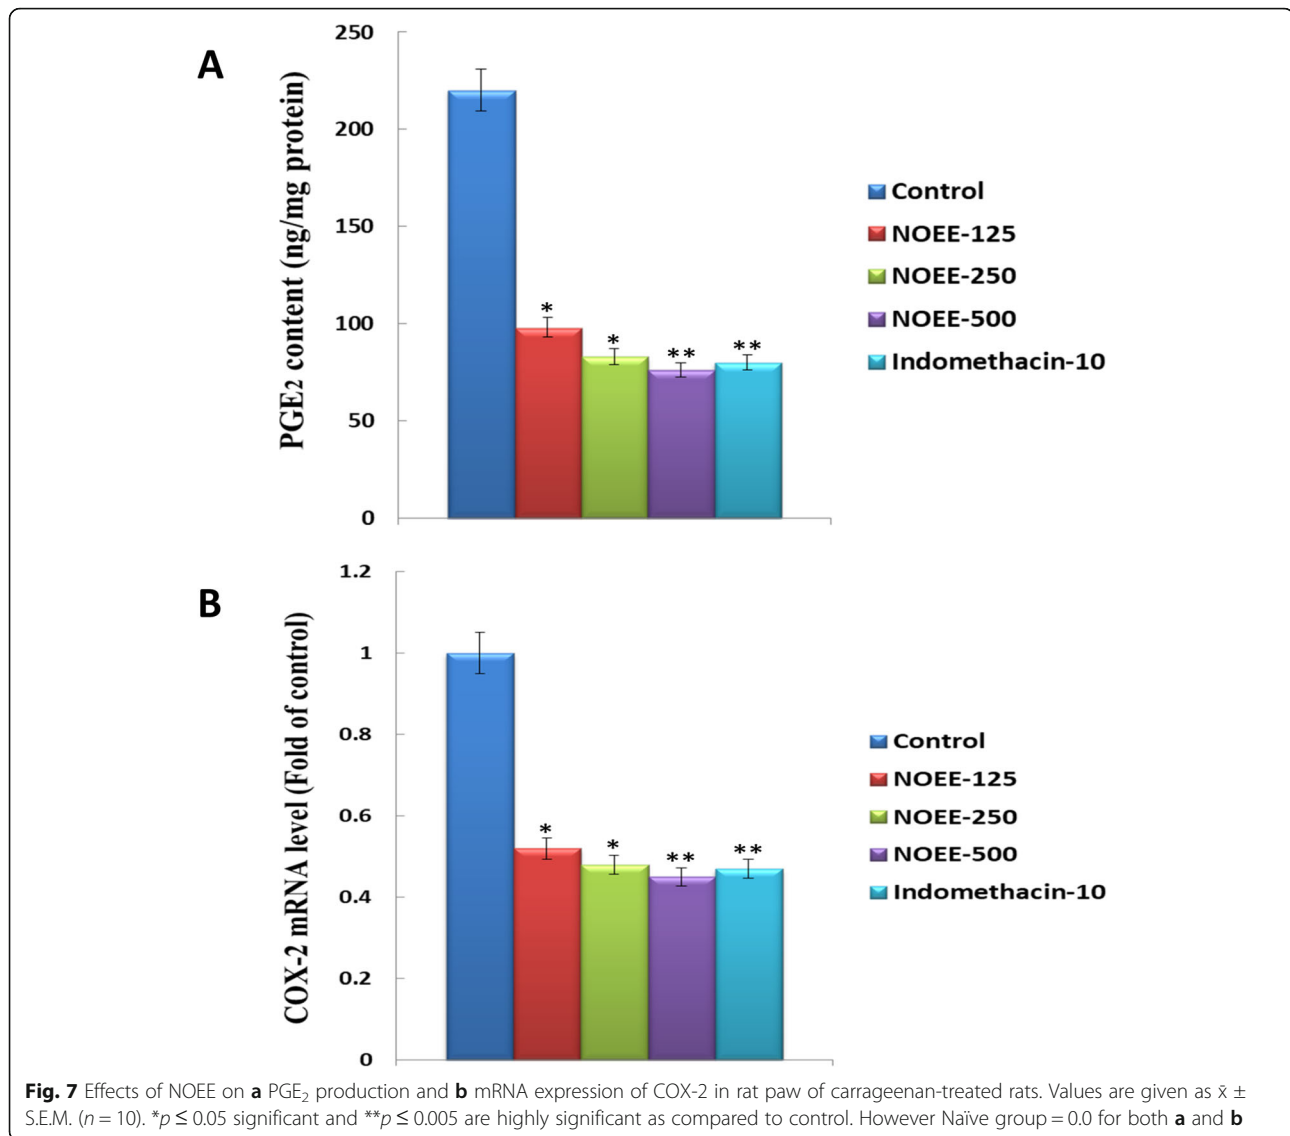 A
PGE2 content (ng/mg protein)
250
200
150
100
50
0
*
*
**
**
Control
NOEE-125
NOEE-250
NOEE-500
Indomethacin-10
B
COX-2 mRNA level (Fold of control)
1.2
1
0.8
0.6
0.4
0.2
0
*
*
**
**
Control
NOEE-125
NOEE-250
NOEE-500
Indomethacin-10
Fig. 7 Effects of NOEE on a PGE₂ production and b mRNA expression of COX-2 in rat paw of carrageenan-treated rats. Values are given as x̄ ±
S.E.M. (n = 10). *p ≤ 0.05 significant and **p ≤ 0.005 are highly significant as compared to control. However Naïve group = 0.0 for both a and b